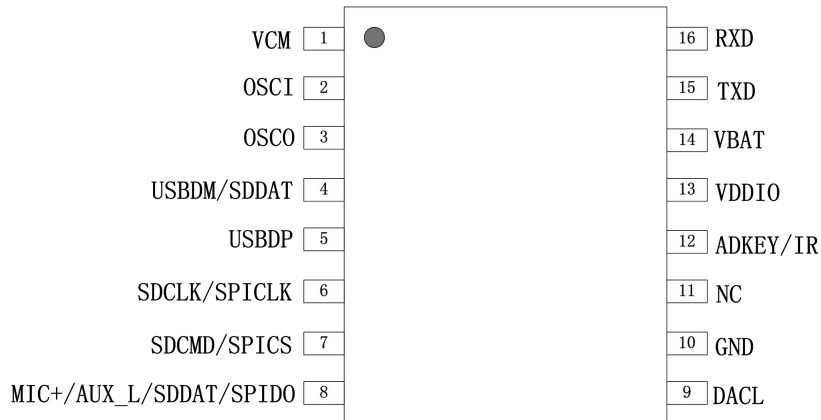 VCM 1 16 RXD
OSCI 2 15 TXD
OSCO 3 14 VBAT
USBDM/SDDAT 4 13 VDDIO
USBDP 5 12 ADKEY/IR
SDCLK/SPICLK 6 11 NC
SDCMD/SPICS 7 10 GND
MIC+/AUX_L/SDDAT/SPIDO 8 9 DACL